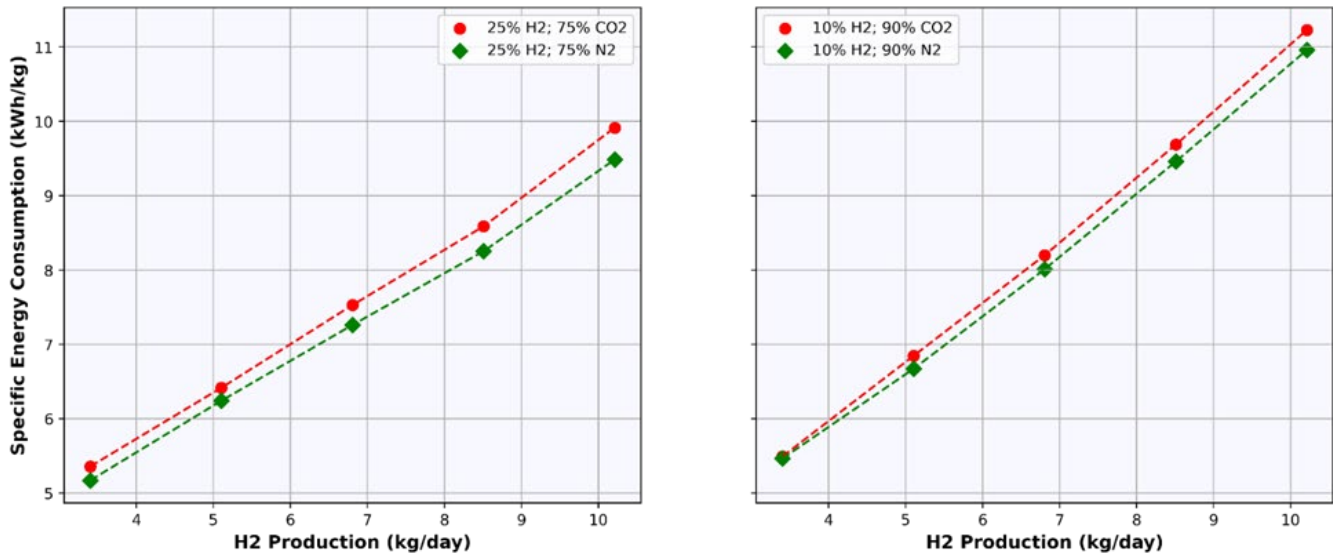 Specific Energy Consumption (kWh/kg)
11
10
9
8
7
6
5
25% H2; 75% CO2
25% H2; 75% N2
4 5 6 7 8 9 10
H2 Production (kg/day)
10% H2; 90% CO2
10% H2; 90% N2
4 5 6 7 8 9 10
H2 Production (kg/day)